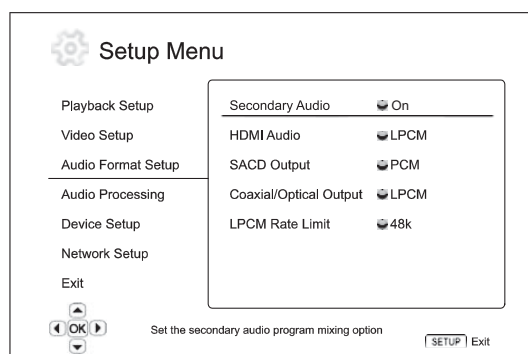 Setup Menu
Playback Setup
Video Setup
Audio Format Setup
Audio Processing
Device Setup
Network Setup
Exit
Secondary Audio On
HDMI Audio LPCM
SACD Output PCM
Coaxial/Optical Output LPCM
LPCM Rate Limit 48k
OK
Set the secondary audio program mixing option
SETUP Exit